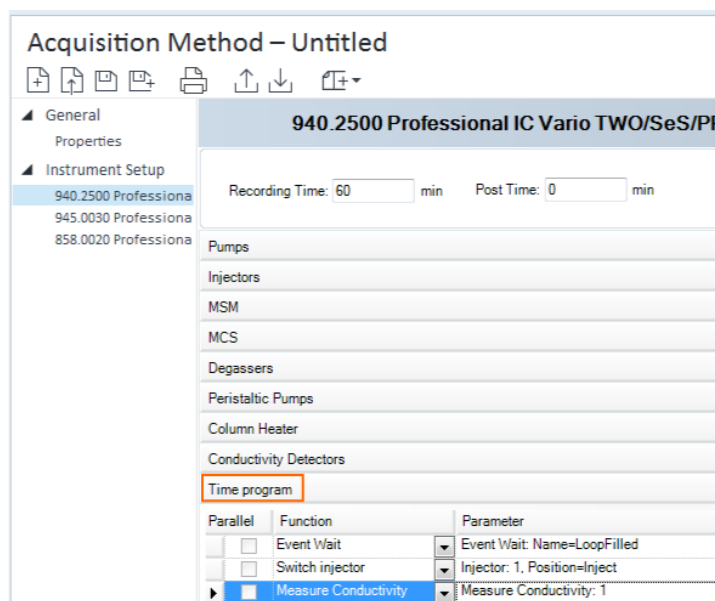 Acquisition Method – Untitled
General
Properties
Instrument Setup
940.2500 Professiona
945.0030 Professiona
858.0020 Professiona
940.2500 Professional IC Vario TWO/SeS/PP
Recording Time: 60 min Post Time: 0 min
Pumps
Injectors
MSM
MCS
Degassers
Peristaltic Pumps
Column Heater
Conductivity Detectors
Time program
Parallel Function Parameter
Event Wait Event Wait: Name=LoopFilled
Switch injector Injector: 1, Position=Inject
Measure Conductivity Measure Conductivity: 1